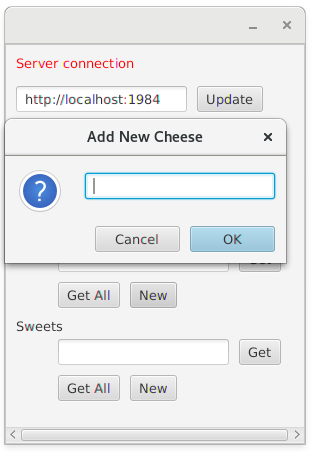 Server connection
http://localhost:1984 Update
Add New Cheese
?
Cancel OK
Get All New
Sweets
Get
Get All New